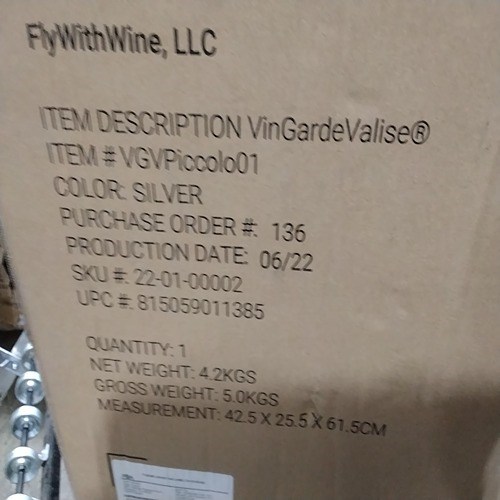 FlyWithWine, LLC
ITEM DESCRIPTION VinGardeValise®
ITEM # VGVPiccolo01
COLOR: SILVER
PURCHASE ORDER #: 136
PRODUCTION DATE: 06/22
SKU #: 22-01-00002
UPC #: 815059011385
QUANTITY: 1
NET WEIGHT: 4.2KGS
GROSS WEIGHT: 5.0KGS
MEASUREMENT: 42.5 X 25.5 X 61.5CM